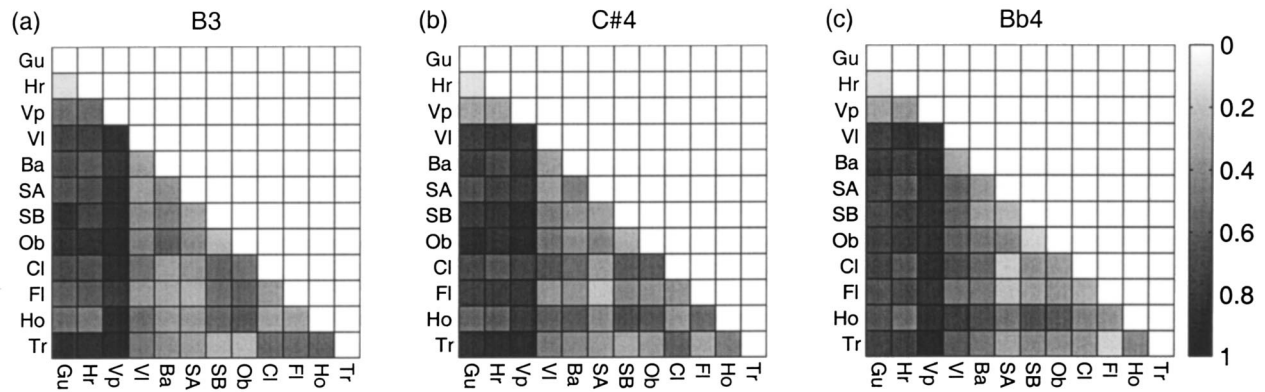 (a) B3
Gu
Hr
Vp
Vl
Ba
SA
SB
Ob
Cl
Fl
Ho
Tr
Gu Hr Vp Vl Ba SA SB Ob Cl Fl Ho Tr
(b) C#4
Gu
Hr
Vp
Vl
Ba
SA
SB
Ob
Cl
Fl
Ho
Tr
Gu Hr Vp Vl Ba SA SB Ob Cl Fl Ho Tr
(c) Bb4
Gu
Hr
Vp
Vl
Ba
SA
SB
Ob
Cl
Fl
Ho
Tr
Gu Hr Vp Vl Ba SA SB Ob Cl Fl Ho Tr
0
0.2
0.4
0.6
0.8
1